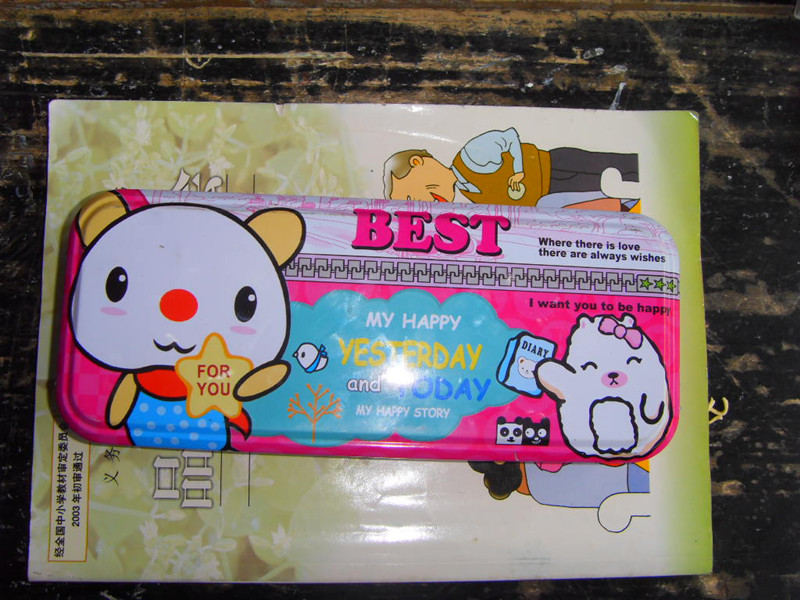 BEST
Where there is love
there are always wishes
I want you to be happy
MY HAPPY
YESTERDAY
and TODAY
MY HAPPY STORY
FOR
YOU
DIARY
经全国中小学教材审定委员
2003 年初审通过
义务